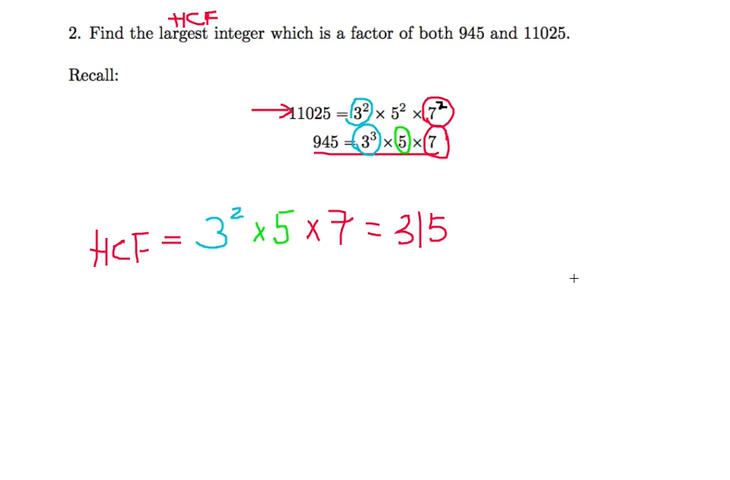 HCF
2. Find the largest integer which is a factor of both 945 and 11025.
Recall:
11025 = 3² × 5² × 7²
945 = 3³ × 5 × 7
HCF = 3² × 5 × 7 = 315